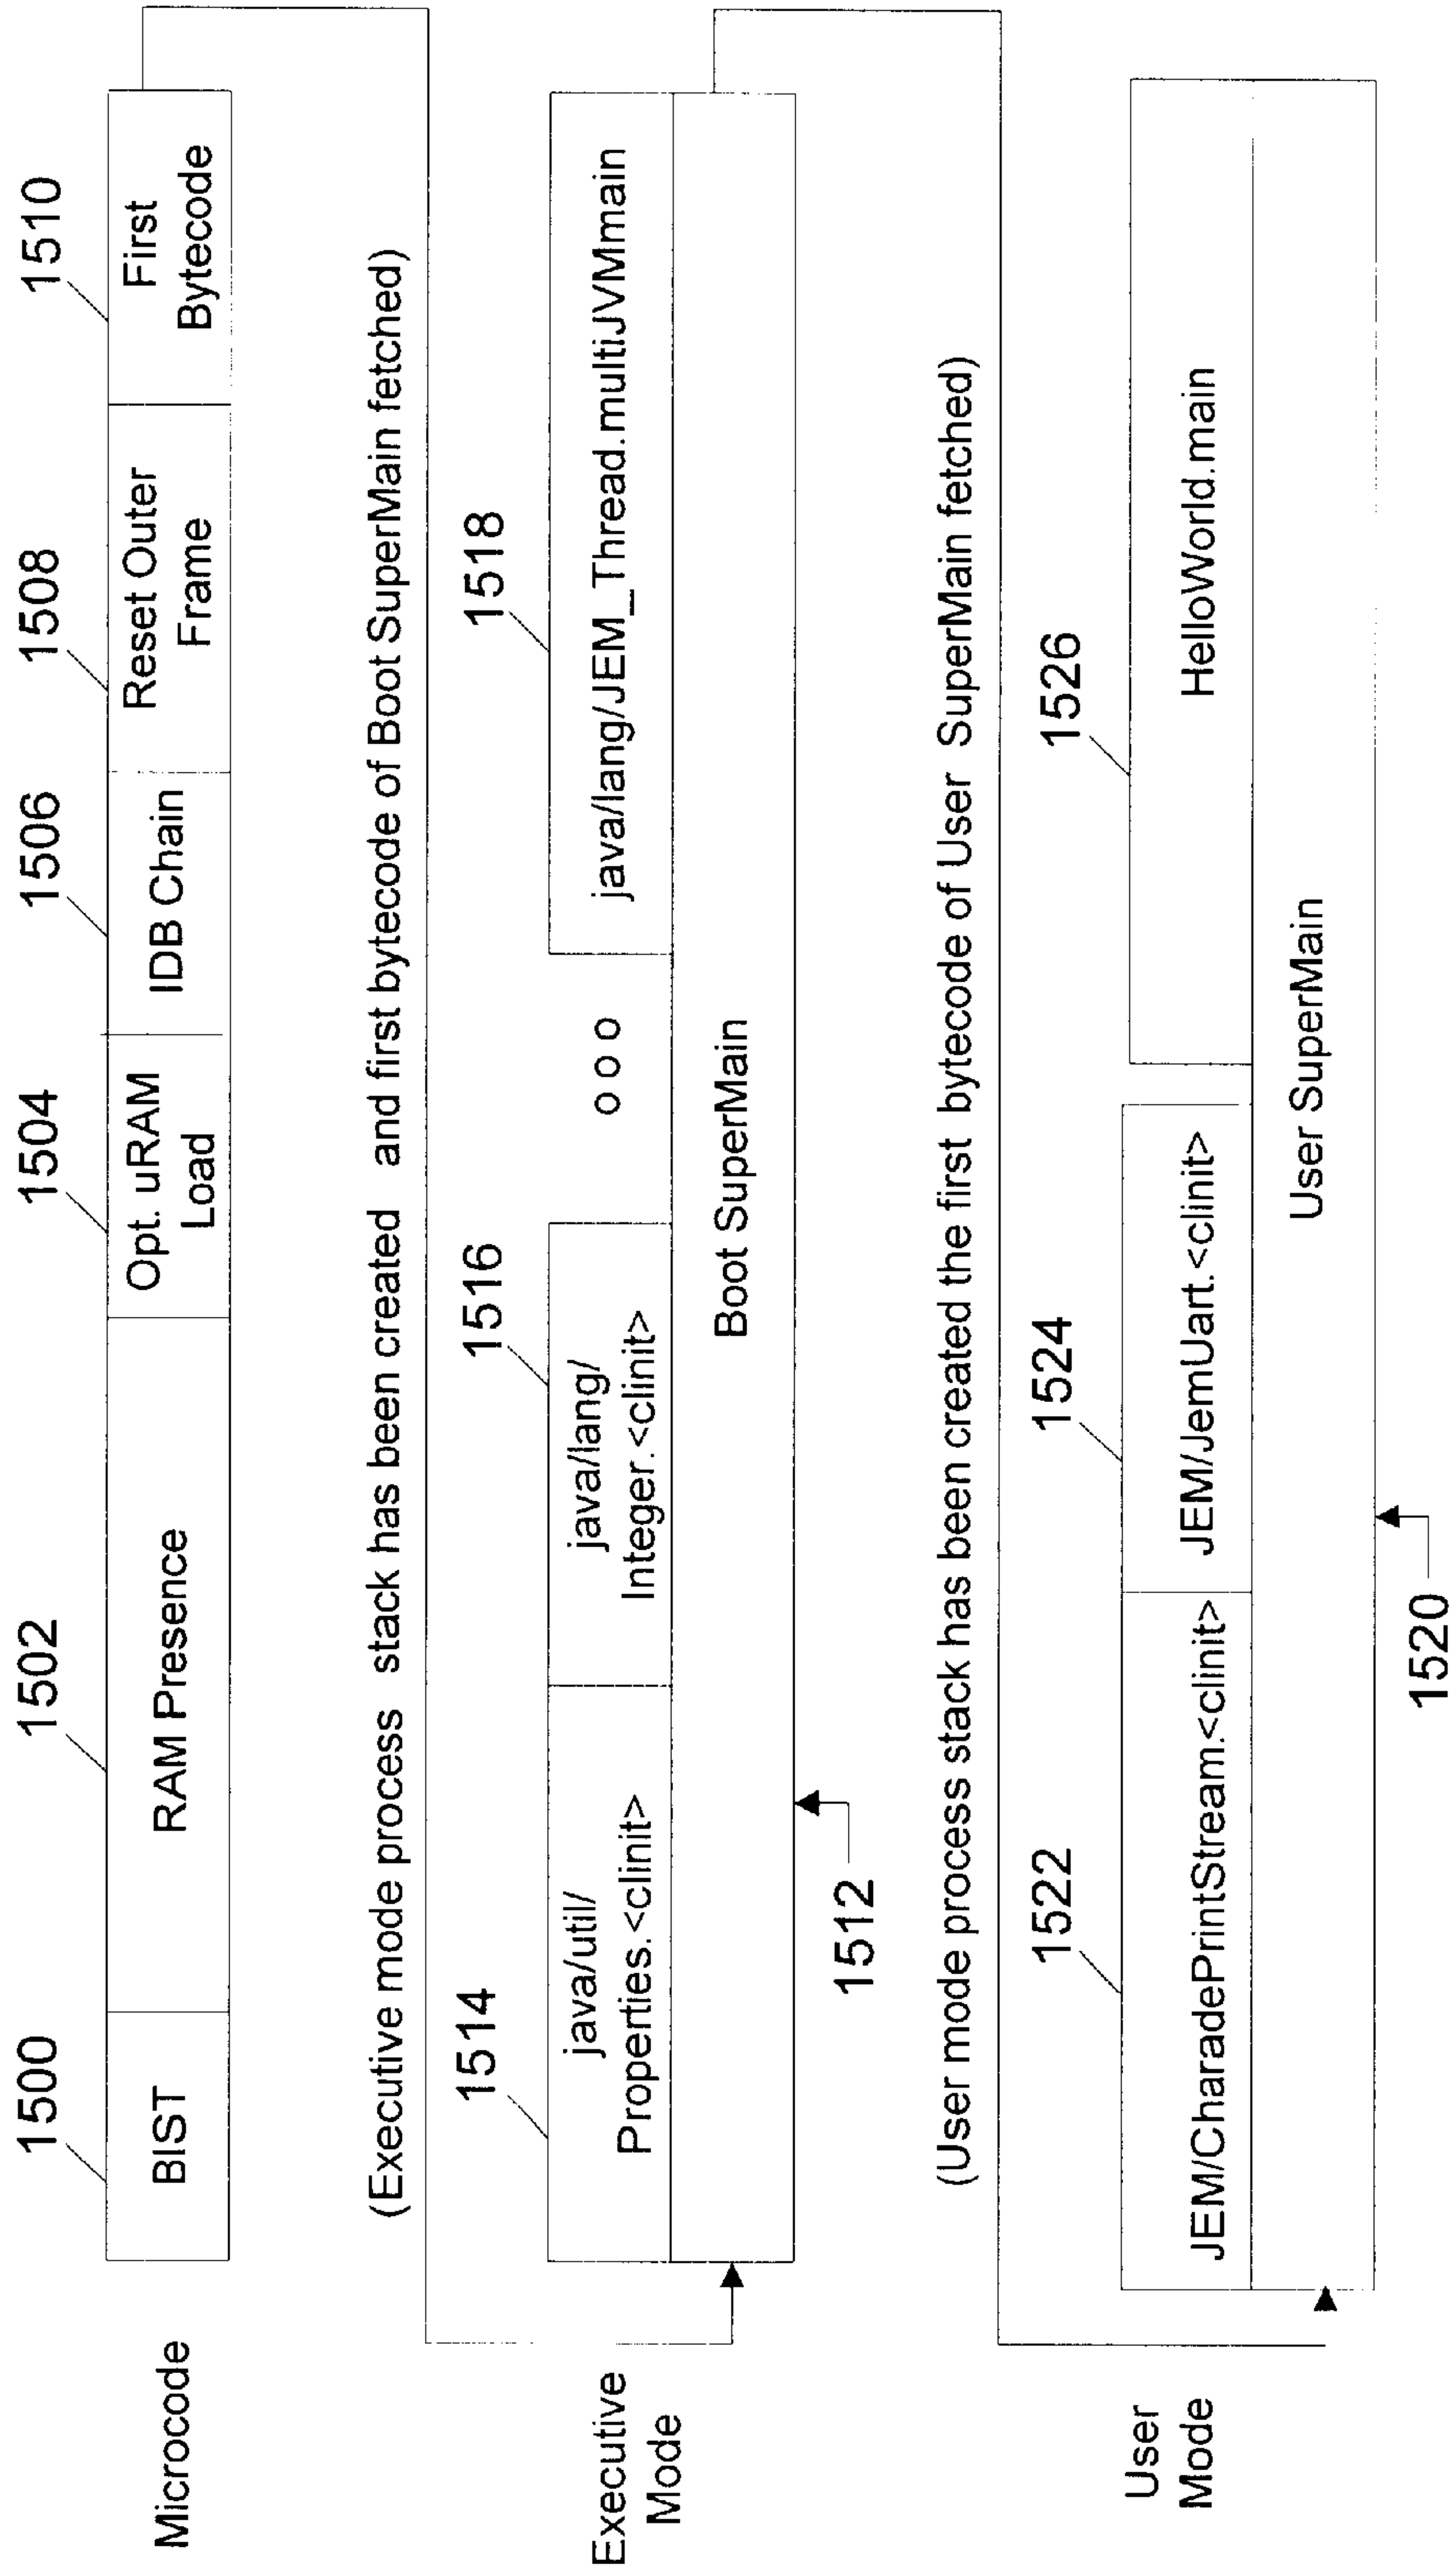 1500
1502
1504
1506
1508
1510
Microcode
BIST
RAM Presence
Opt. uRAM
Load
IDB Chain
Reset Outer
Frame
First
Bytecode
(Executive mode process stack has been created and first bytecode of Boot SuperMain fetched)
1514
1516
1518
Executive
Mode
java/util/
Properties.<clinit>
java/lang/
Integer.<clinit>
o o o
java/lang/JEM_Thread.multiJVMmain
Boot SuperMain
1512
(User mode process stack has been created the first bytecode of User SuperMain fetched)
1522
1524
1526
User
Mode
JEM/CharadePrintStream.<clinit>
JEM/JemUart.<clinit>
HelloWorld.main
User SuperMain
1520